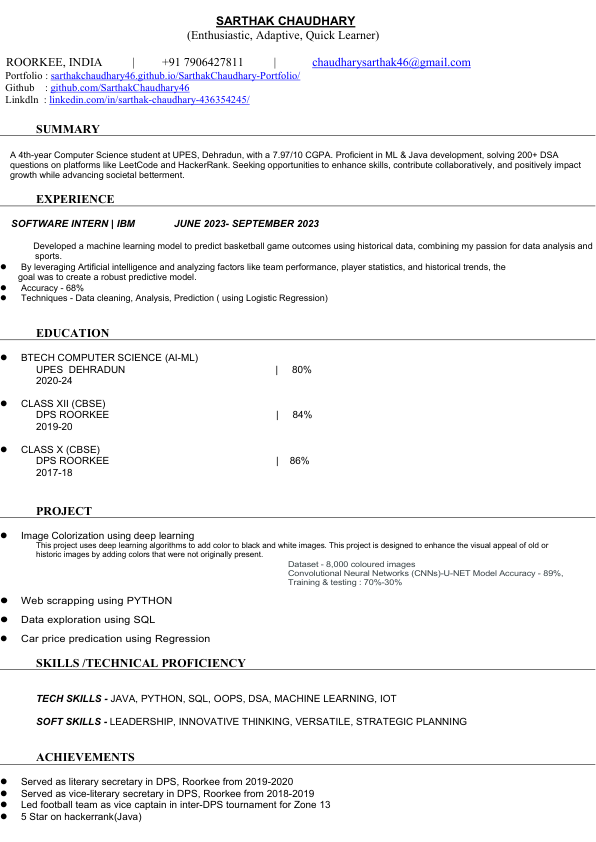 SARTHAK CHAUDHARY
(Enthusiastic, Adaptive, Quick Learner)
ROORKEE, INDIA | +91 7906427811 | chaudharysarthak46@gmail.com
Portfolio : sarthakchaudhary46.github.io/SarthakChaudhary-Portfolio/
Github : github.com/SarthakChaudhary46
LinkdIn : linkedin.com/in/sarthak-chaudhary-436354245/
SUMMARY
A 4th-year Computer Science student at UPES, Dehradun, with a 7.97/10 CGPA. Proficient in ML & Java development, solving 200+ DSA
questions on platforms like LeetCode and HackerRank. Seeking opportunities to enhance skills, contribute collaboratively, and positively impact
growth while advancing societal betterment.
EXPERIENCE
SOFTWARE INTERN | IBM JUNE 2023- SEPTEMBER 2023
Developed a machine learning model to predict basketball game outcomes using historical data, combining my passion for data analysis and
sports.
● By leveraging Artificial intelligence and analyzing factors like team performance, player statistics, and historical trends, the
goal was to create a robust predictive model.
● Accuracy - 68%
● Techniques - Data cleaning, Analysis, Prediction ( using Logistic Regression)
EDUCATION
● BTECH COMPUTER SCIENCE (AI-ML)
UPES DEHRADUN | 80%
2020-24
● CLASS XII (CBSE)
DPS ROORKEE | 84%
2019-20
● CLASS X (CBSE)
DPS ROORKEE | 86%
2017-18
PROJECT
● Image Colorization using deep learning
This project uses deep learning algorithms to add color to black and white images. This project is designed to enhance the visual appeal of old or
historic images by adding colors that were not originally present.
Dataset - 8,000 coloured images
Convolutional Neural Networks (CNNs)-U-NET Model Accuracy - 89%,
Training & testing : 70%-30%
● Web scrapping using PYTHON
● Data exploration using SQL
● Car price predication using Regression
SKILLS /TECHNICAL PROFICIENCY
TECH SKILLS - JAVA, PYTHON, SQL, OOPS, DSA, MACHINE LEARNING, IOT
SOFT SKILLS - LEADERSHIP, INNOVATIVE THINKING, VERSATILE, STRATEGIC PLANNING
ACHIEVEMENTS
● Served as literary secretary in DPS, Roorkee from 2019-2020
● Served as vice-literary secretary in DPS, Roorkee from 2018-2019
● Led football team as vice captain in inter-DPS tournament for Zone 13
● 5 Star on hackerrank(Java)